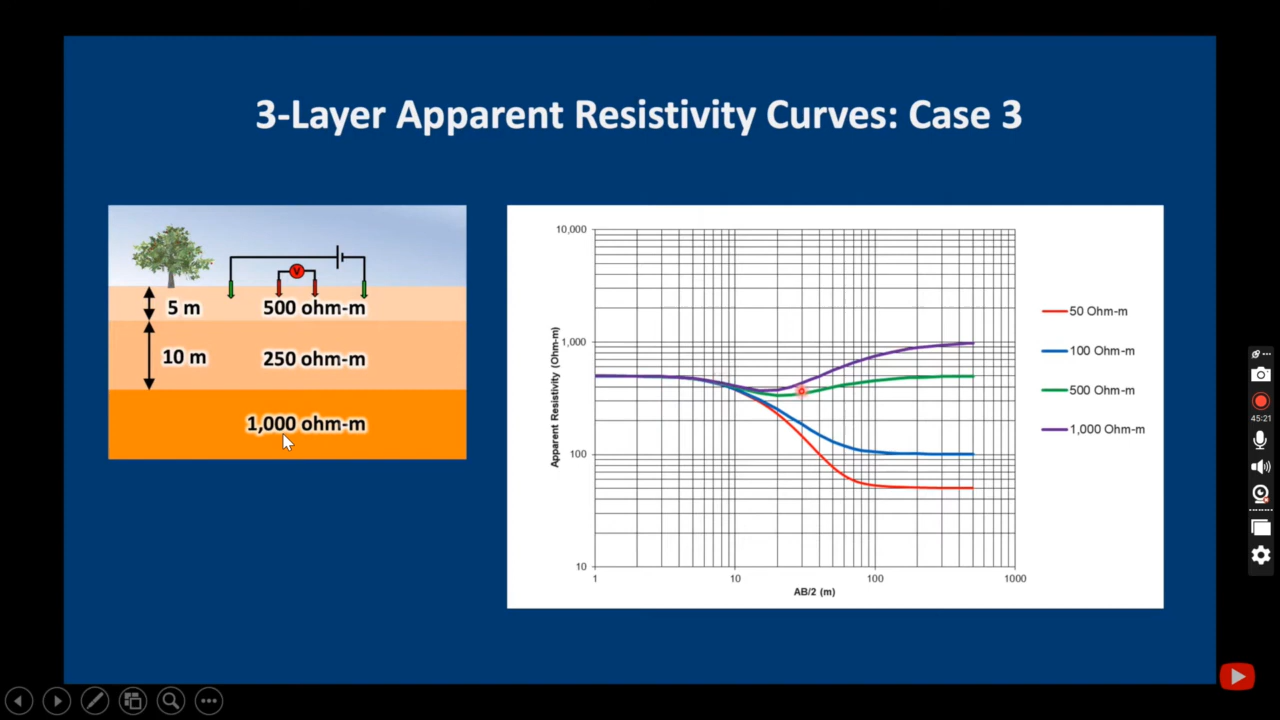 3-Layer Apparent Resistivity Curves: Case 3
V
5 m
500 ohm-m
10 m
250 ohm-m
1,000 ohm-m
10,000
1,000
100
10
Apparent Resistivity (Ohm-m)
1
10
100
1000
AB/2 (m)
50 Ohm-m
100 Ohm-m
500 Ohm-m
1,000 Ohm-m
45:21